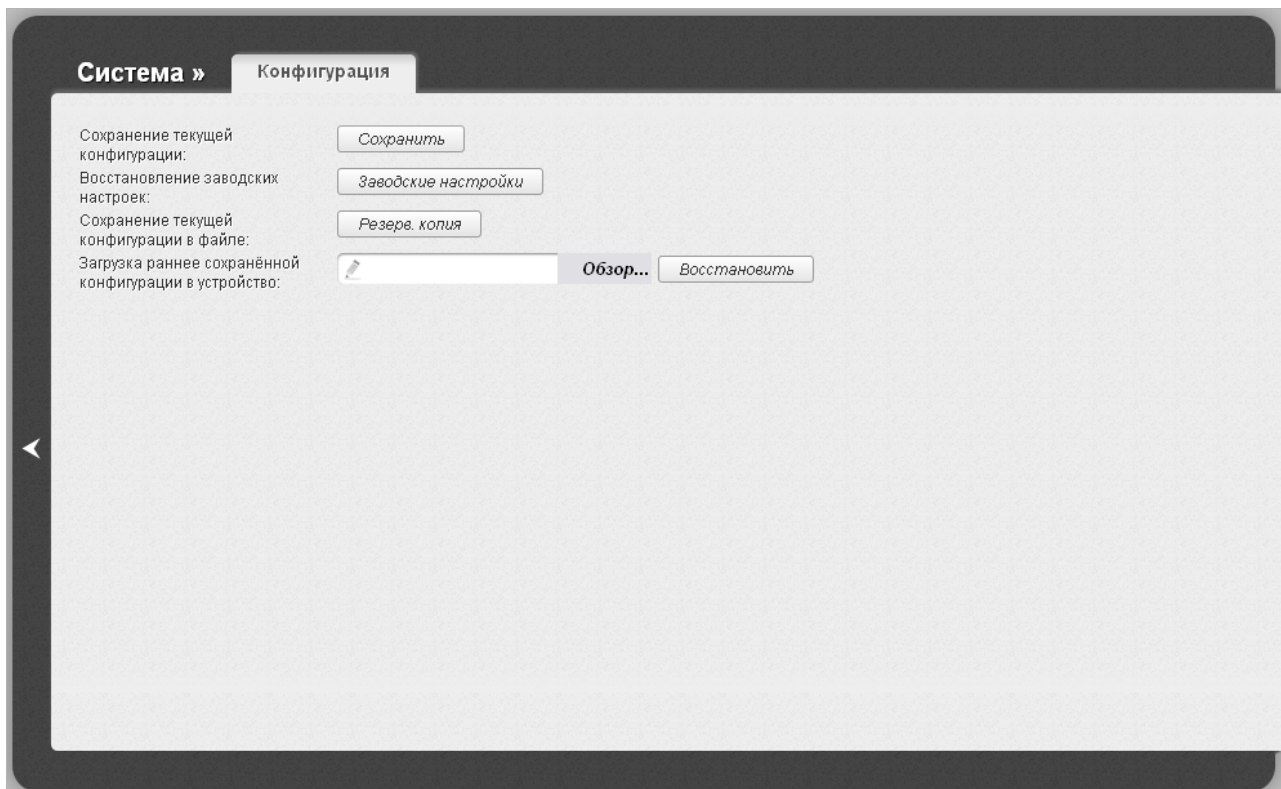 Система » Конфигурация
Сохранение текущей
конфигурации:
Сохранить
Восстановление заводских
настроек:
Заводские настройки
Сохранение текущей
конфигурации в файле:
Резерв. копия
Загрузка раннее сохранённой
конфигурации в устройство:
Обзор... Восстановить